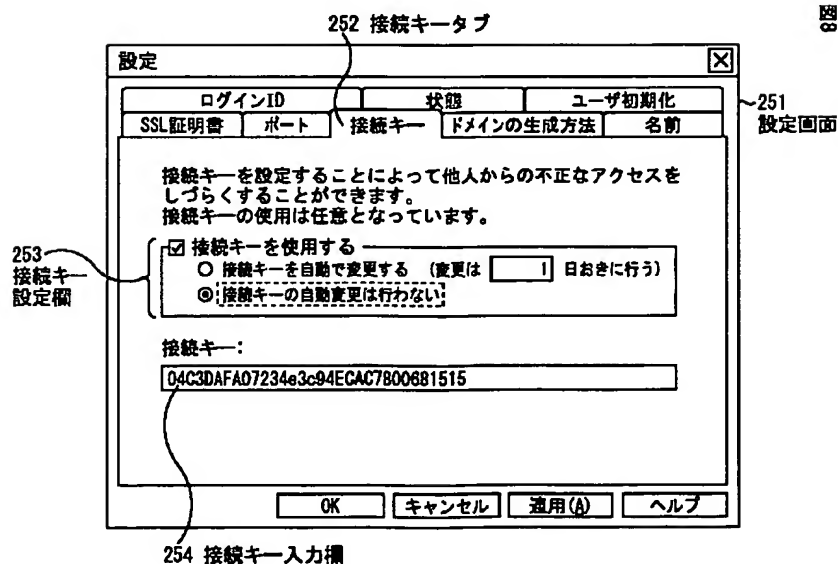 図8
252 接続キータブ
設定
ログインID 状態 ユーザ初期化
251
設定画面
SSL証明書 ポート 接続キー ドメインの生成方法 名前
接続キーを設定することによって他人からの不正なアクセスを
しづらくすることができます。
接続キーの使用は任意となっています。
253
接続キー
設定欄
接続キーを使用する
接続キーを自動で変更する (変更は 1 日おきに行う)
接続キーの自動変更は行わない
接続キー:
04C3DAFA07234e3c94ECAC7800681515
OK キャンセル 適用(A) ヘルプ
254 接続キー入力欄